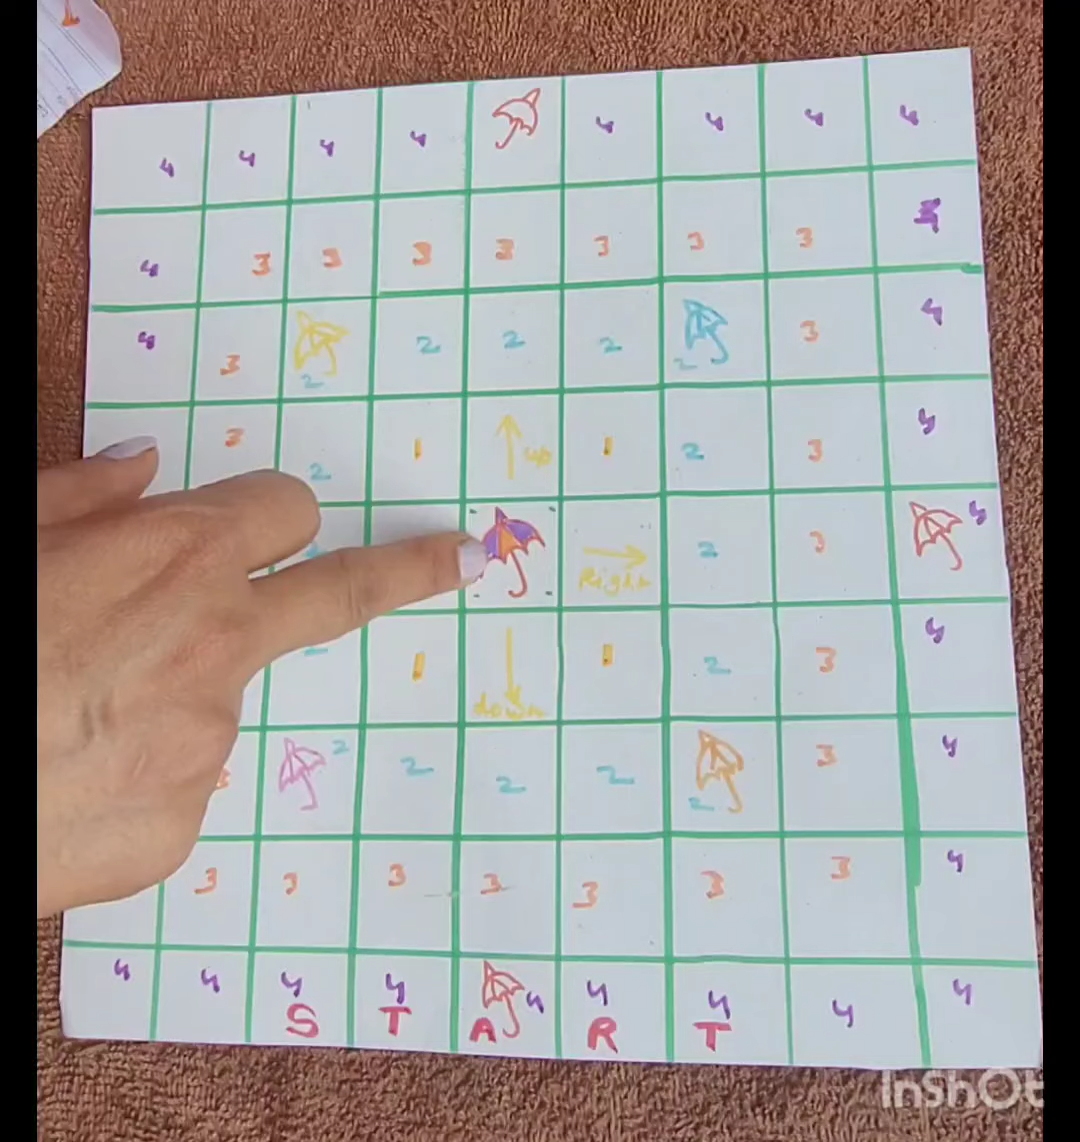 4 4 4 4 4 4 4 4
4 3 3 3 3 3 3 3
4 3 2 2 2 2 2 3 4
3 2 1 up 1 2 3 4
Right 2 3 4
2 1 1 2 3 4
down
3 2 2 2 2 2 3 4
3 3 3 3 3 3 3 4
4 4 4 4 4 4 4 4 4
S T A R T
InShOt